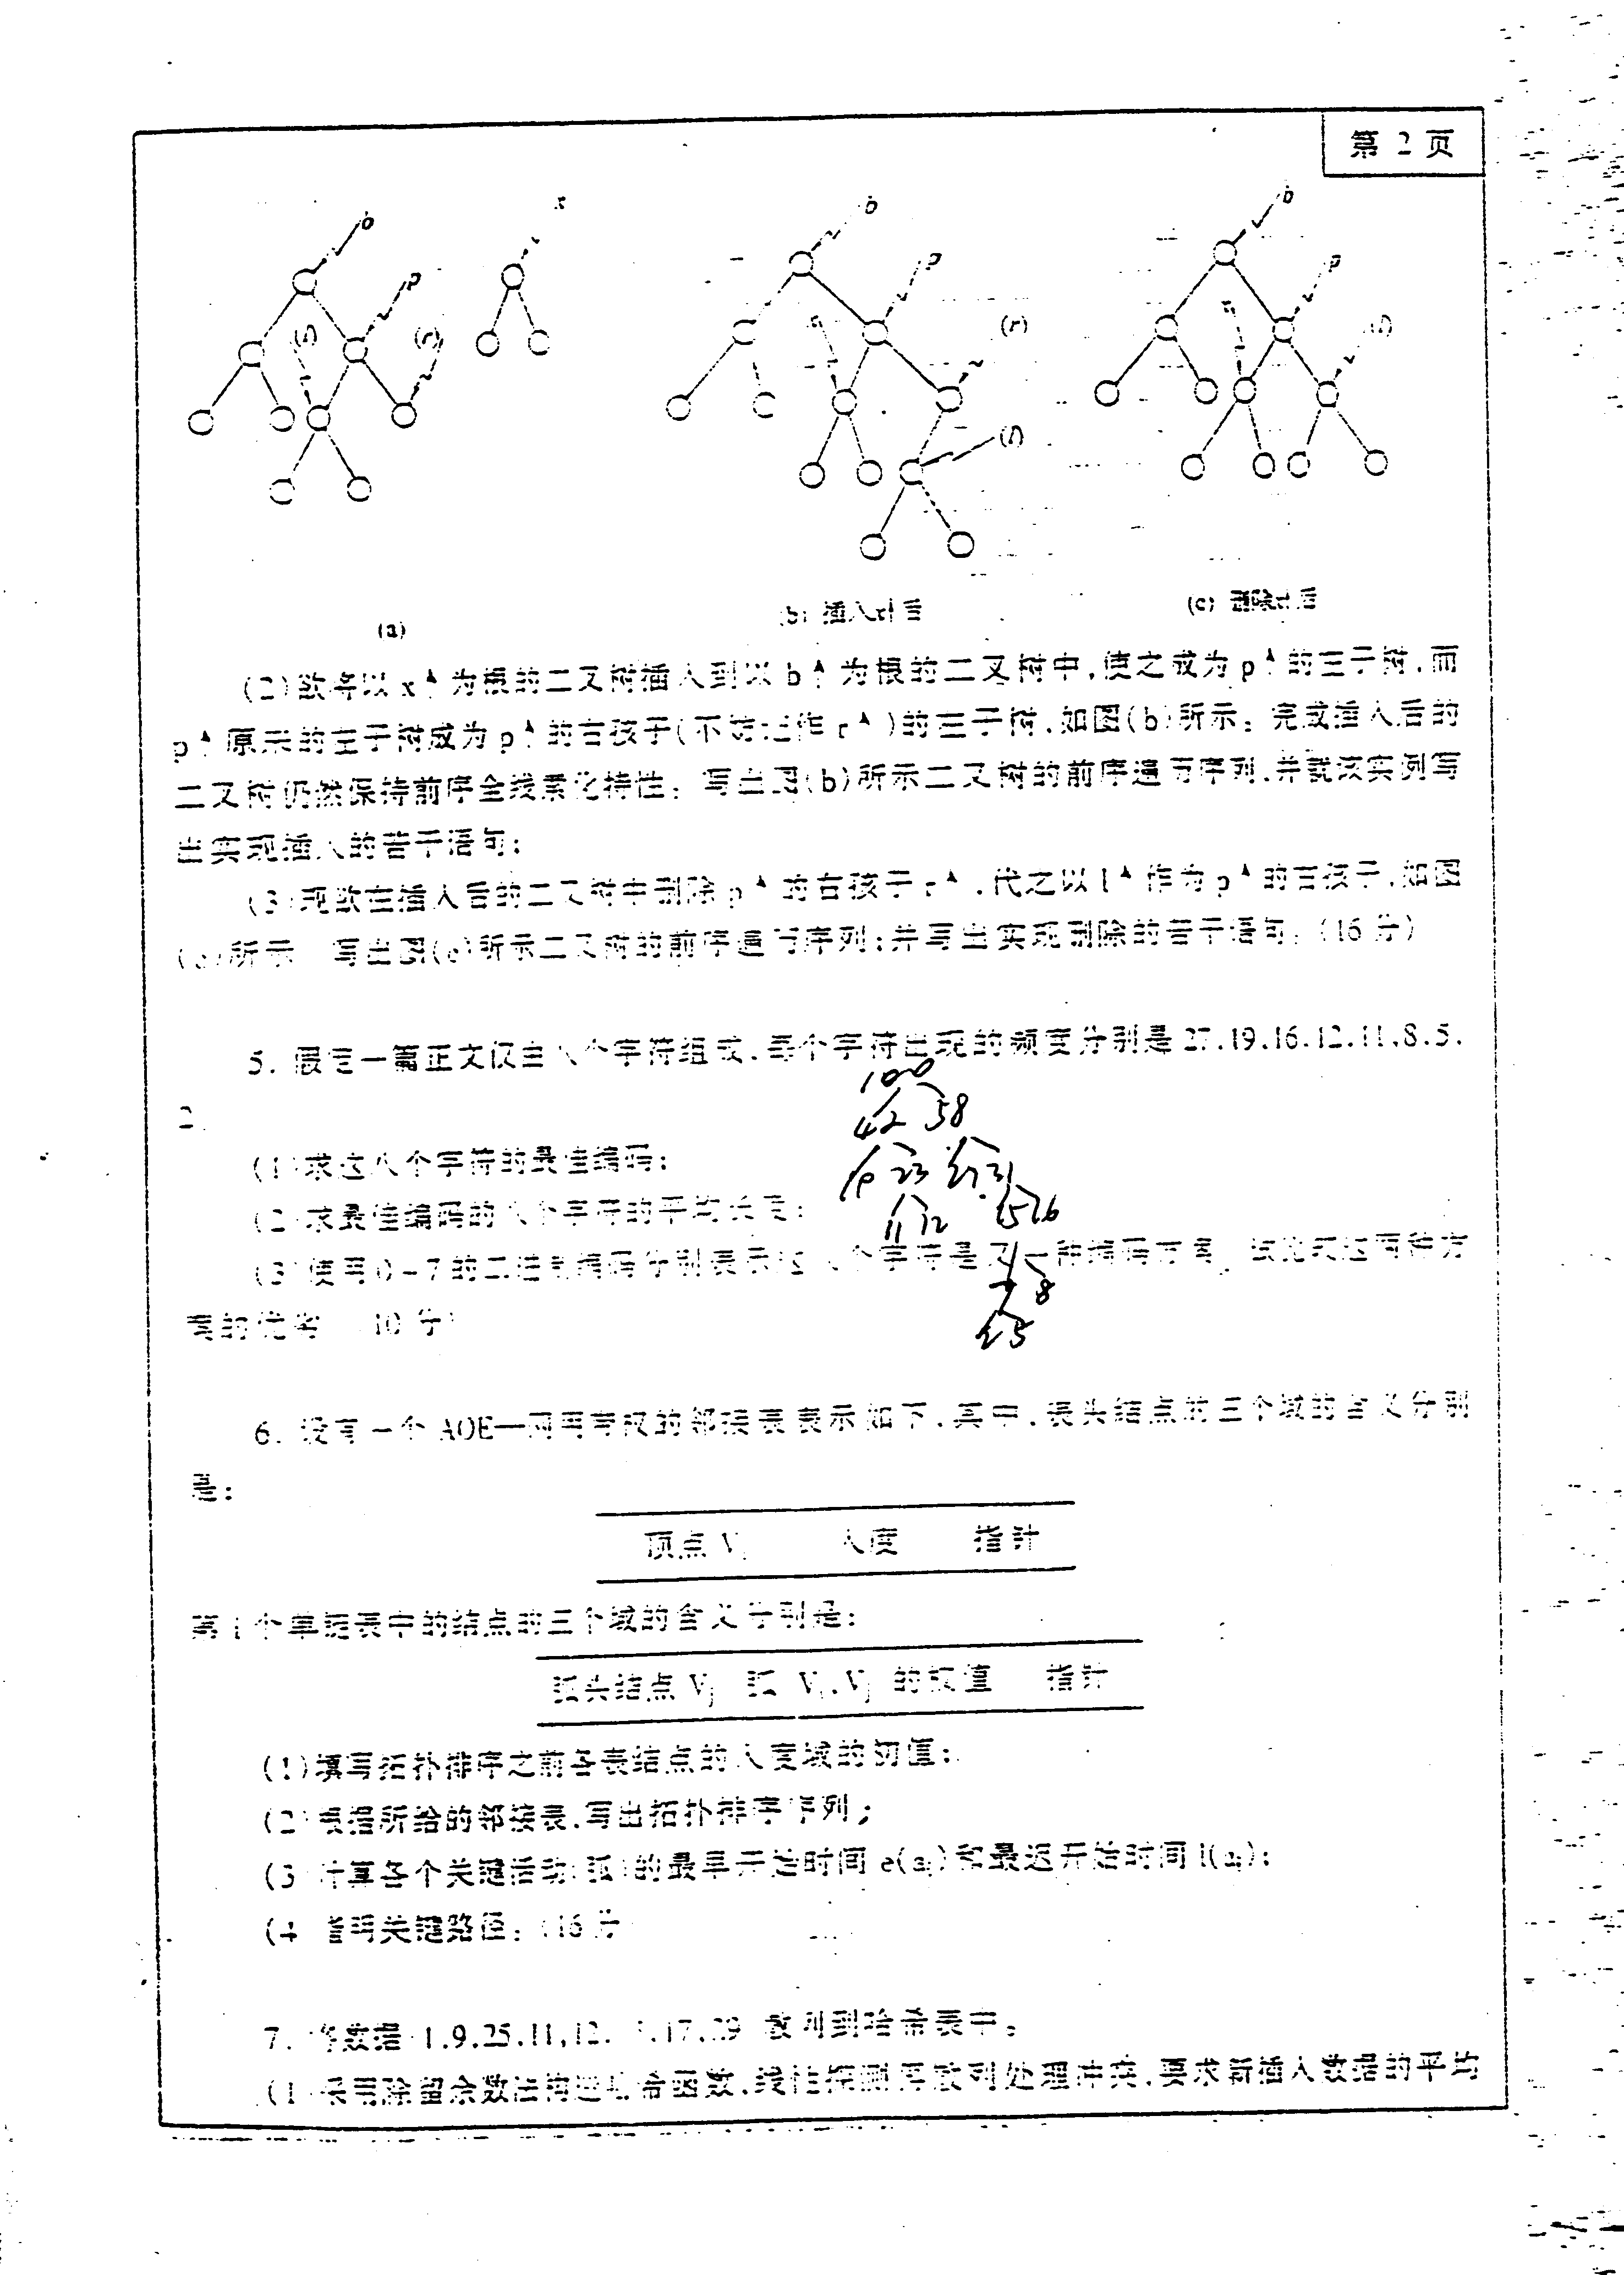 第 2 页
b
x
b
b
p
p
p
(r)
(a)
(b) 插入x↑后
(c) 删除r↑后
(2)欲将以 x↑为根的二叉树插入到以 b↑为根的二叉树中,使之成为 p↑的左子树,而
p↑原来的左子树成为 p↑的右孩子(不妨记作 r↑)的左子树,如图(b)所示; 完成插入后的
二叉树仍然保持前序全线索化特性; 写出图(b)所示二叉树的前序遍历序列,并就该实例写
出实现插入的若干语句;
(3)现欲在插入后的二叉树中删除 p↑的右孩子 r↑,代之以 l↑作为 p↑的右孩子,如图
(c)所示 写出图(c)所示二叉树的前序遍历序列;并写出实现删除的若干语句; (16 分)
5. 假定一篇正文仅由八个字符组成,每个字符出现的频度分别是 27,19,16,12,11,8,5,
2.
100
42 58
(1)求这八个字符的最佳编码;
19 23 27 31
(2)求最佳编码的八个字符的平均长度;
11 12 15 16
(3)使用 0－7 的二进制编码分别表示这八个字符是又一种编码方案, 试比较这两种方
7 8
案的优劣 (10 分)
2 5
6. 设有一个 AOE—网用带权的邻接表表示如下,其中,表头结点的三个域的含义分别
是:
顶点 Vi 入度 指针
第 i 个单链表中的结点的三个域的含义分别是:
弧头结点 Vj 弧 Vi,Vj 的权值 指针
(1)填写拓扑排序之前各表结点的入度域的初值;
(2)根据所给的邻接表,写出拓扑排序序列;
(3)计算各个关键活动(弧)的最早开始时间 e(ai)和最迟开始时间 l(ai);
(4 指明关键路径; (16 分
7. 将数据 1,9,25,11,12, ,17,29 散列到哈希表中。
(1 采用除留余数法构造哈希函数,线性探测再散列处理冲突,要求新插入数据的平均